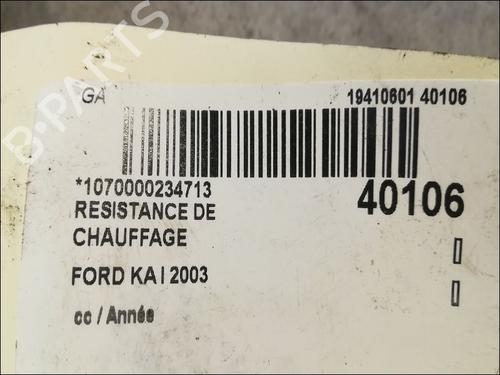 B-PARTS
GA
19410601 40106
*1070000234713
40106
RESISTANCE DE
CHAUFFAGE
FORD KA I 2003
cc / Année